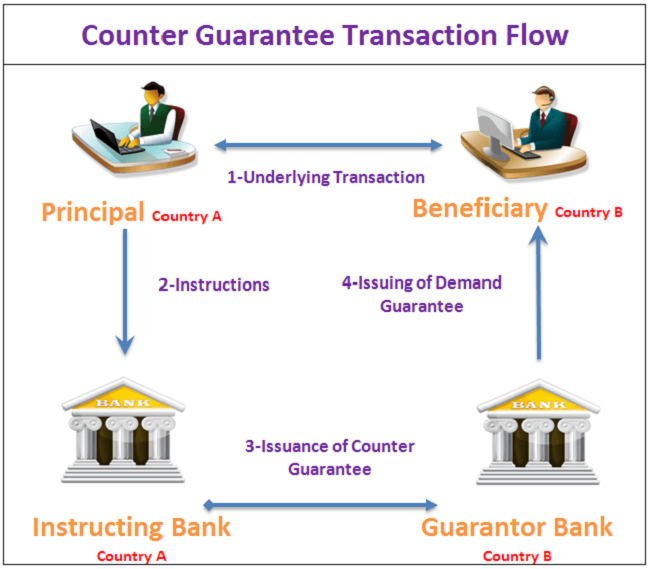 Counter Guarantee Transaction Flow
1-Underlying Transaction
Principal Country A
Beneficiary Country B
2-Instructions
4-Issuing of Demand
Guarantee
BANK
BANK
3-Issuance of Counter
Guarantee
Instructing Bank
Country A
Guarantor Bank
Country B